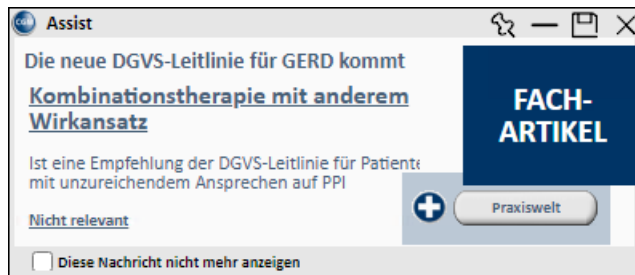 CGM Assist
Die neue DGVS-Leitlinie für GERD kommt
Kombinationstherapie mit anderem
Wirkansatz
FACH-
ARTIKEL
Ist eine Empfehlung der DGVS-Leitlinie für Patiente
mit unzureichendem Ansprechen auf PPI
Praxiswelt
Nicht relevant
Diese Nachricht nicht mehr anzeigen